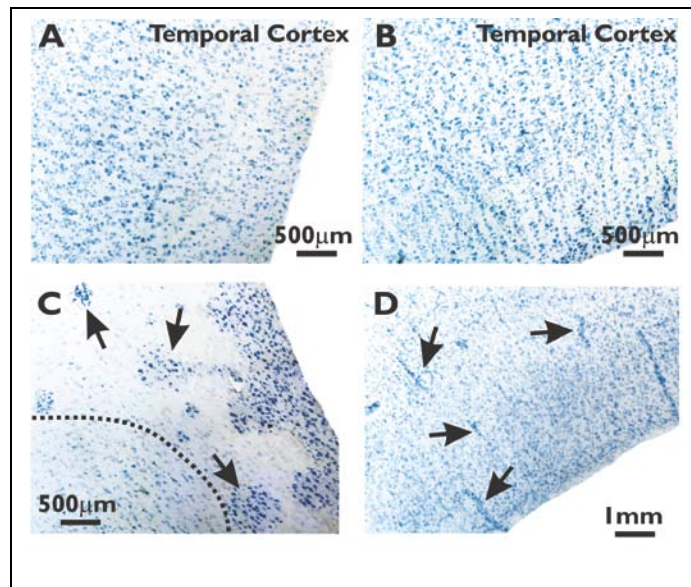 A Temporal Cortex
B Temporal Cortex
500μm
500μm
C
D
500μm
1mm